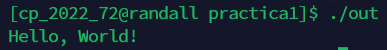 [cp_2022_72@randall practical]$ ./out
Hello, World!